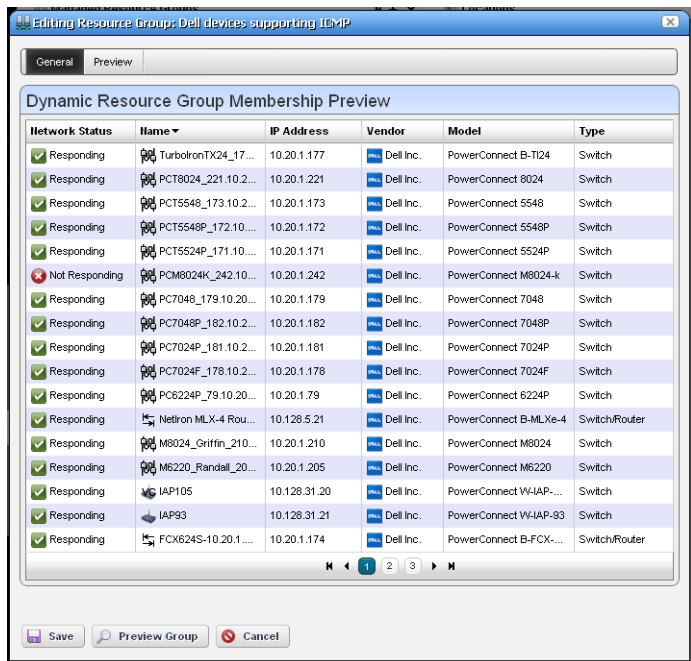 Editing Resource Group: Dell devices supporting ICMP
General Preview
Dynamic Resource Group Membership Preview
Network Status Name IP Address Vendor Model Type
Responding TurboIronTX24_17... 10.20.1.177 Dell Inc. PowerConnect B-TI24 Switch
Responding PCT8024_221.10.2... 10.20.1.221 Dell Inc. PowerConnect 8024 Switch
Responding PCT5548_173.10.2... 10.20.1.173 Dell Inc. PowerConnect 5548 Switch
Responding PCT5548P_172.10.... 10.20.1.172 Dell Inc. PowerConnect 5548P Switch
Responding PCT5524P_171.10.... 10.20.1.171 Dell Inc. PowerConnect 5524P Switch
Not Responding PCM8024K_242.10.... 10.20.1.242 Dell Inc. PowerConnect M8024-k Switch
Responding PC7048_179.10.20... 10.20.1.179 Dell Inc. PowerConnect 7048 Switch
Responding PC7048P_182.10.2... 10.20.1.182 Dell Inc. PowerConnect 7048P Switch
Responding PC7024P_181.10.2... 10.20.1.181 Dell Inc. PowerConnect 7024P Switch
Responding PC7024F_178.10.2... 10.20.1.178 Dell Inc. PowerConnect 7024F Switch
Responding PC6224P_79.10.20... 10.20.1.79 Dell Inc. PowerConnect 6224P Switch
Responding NetIron MLX-4 Rou... 10.128.5.21 Dell Inc. PowerConnect B-MLXe-4 Switch/Router
Responding M8024_Griffin_210... 10.20.1.210 Dell Inc. PowerConnect M8024 Switch
Responding M6220_Randall_20... 10.20.1.205 Dell Inc. PowerConnect M6220 Switch
Responding IAP105 10.128.31.20 Dell Inc. PowerConnect W-IAP-... Switch
Responding IAP93 10.128.31.21 Dell Inc. PowerConnect W-IAP-93 Switch
Responding FCX624S-10.20.1.... 10.20.1.174 Dell Inc. PowerConnect B-FCX-... Switch/Router
1 2 3
Save Preview Group Cancel